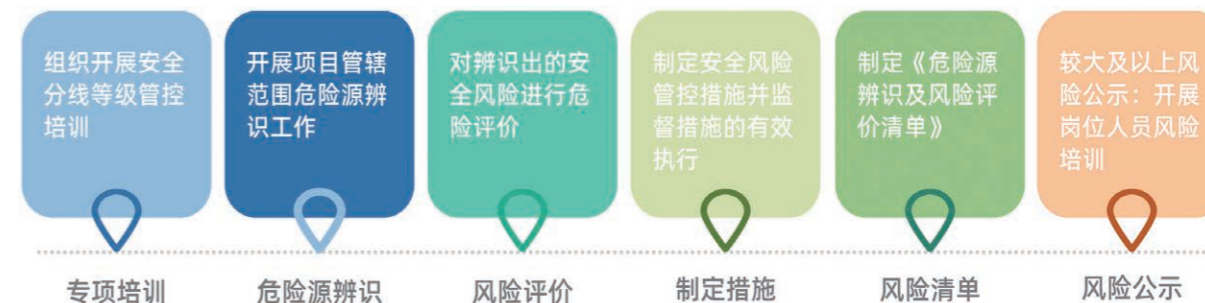 组织开展安全
分线等级管控
培训
开展项目管辖
范围危险源辨
识工作
对辨识出的安
全风险进行危
险评价
制定安全风险
管控措施并监
督措施的有效
执行
制定《危险源
辨识及风险评
价清单》
较大及以上风
险公示：开展
岗位人员风险
培训
专项培训
危险源辨识
风险评价
制定措施
风险清单
风险公示